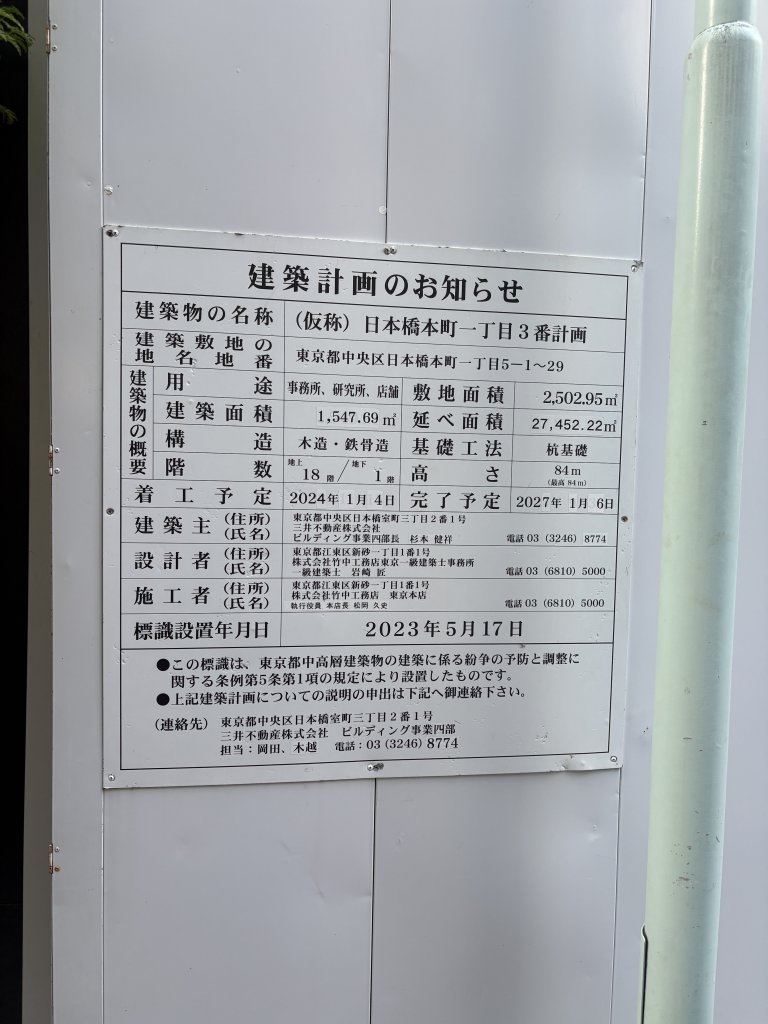 建築計画のお知らせ
建築物の名称 （仮称）日本橋本町一丁目3番計画
建築敷地の地名地番 東京都中央区日本橋本町一丁目5−1〜29
建築物の概要
用途 事務所、研究所、店舗 敷地面積 2,502.95㎡
建築面積 1,547.69㎡ 延べ面積 27,452.22㎡
構造 木造・鉄骨造 基礎工法 杭基礎
階数 地上18階／地下1階 高さ 84m
（最高84m）
着工予定 2024年1月4日 完了予定 2027年1月6日
建築主（住所） 東京都中央区日本橋室町三丁目2番1号
（氏名） 三井不動産株式会社
ビルディング事業四部長 杉本 健祥 電話03（3246）8774
設計者（住所） 東京都江東区新砂一丁目1番1号
（氏名） 株式会社竹中工務店東京一級建築士事務所
一級建築士 岩崎 匠 電話03（6810）5000
施工者（住所） 東京都江東区新砂一丁目1番1号
（氏名） 株式会社竹中工務店 東京本店
執行役員 本店長 松岡 久史 電話03（6810）5000
標識設置年月日 2023年5月17日
●この標識は、東京都中高層建築物の建築に係る紛争の予防と調整に
関する条例第5条第1項の規定により設置したものです。
●上記建築計画についての説明の申出は下記へ御連絡下さい。
（連絡先） 東京都中央区日本橋室町三丁目2番1号
三井不動産株式会社 ビルディング事業四部
担当：岡田、木越 電話：03（3246）8774